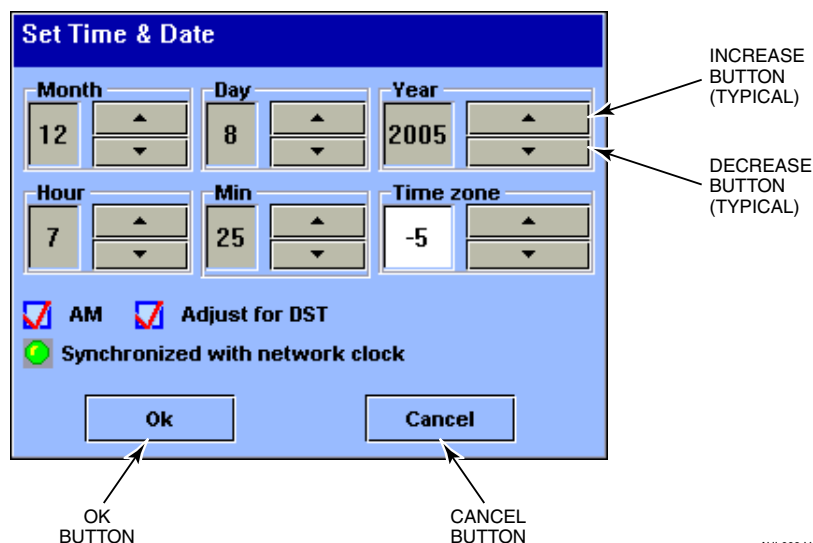 Set Time & Date
INCREASE
BUTTON
(TYPICAL)
Month
Day
Year
12
8
2005
DECREASE
BUTTON
(TYPICAL)
Hour
Min
Time zone
7
25
-5
AM
Adjust for DST
Synchronized with network clock
Ok
Cancel
OK
BUTTON
CANCEL
BUTTON